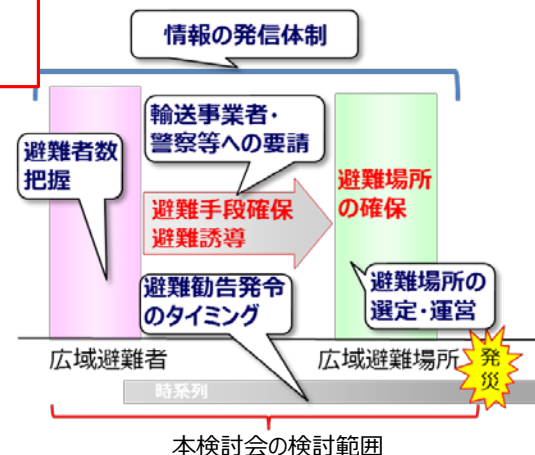 情報の発信体制
輸送事業者・
警察等への要請
避難者数
把握
避難場所
の確保
避難手段確保
避難誘導
避難勧告発令
のタイミング
避難場所の
選定・運営
広域避難者
広域避難場所
発
災
時系列
本検討会の検討範囲